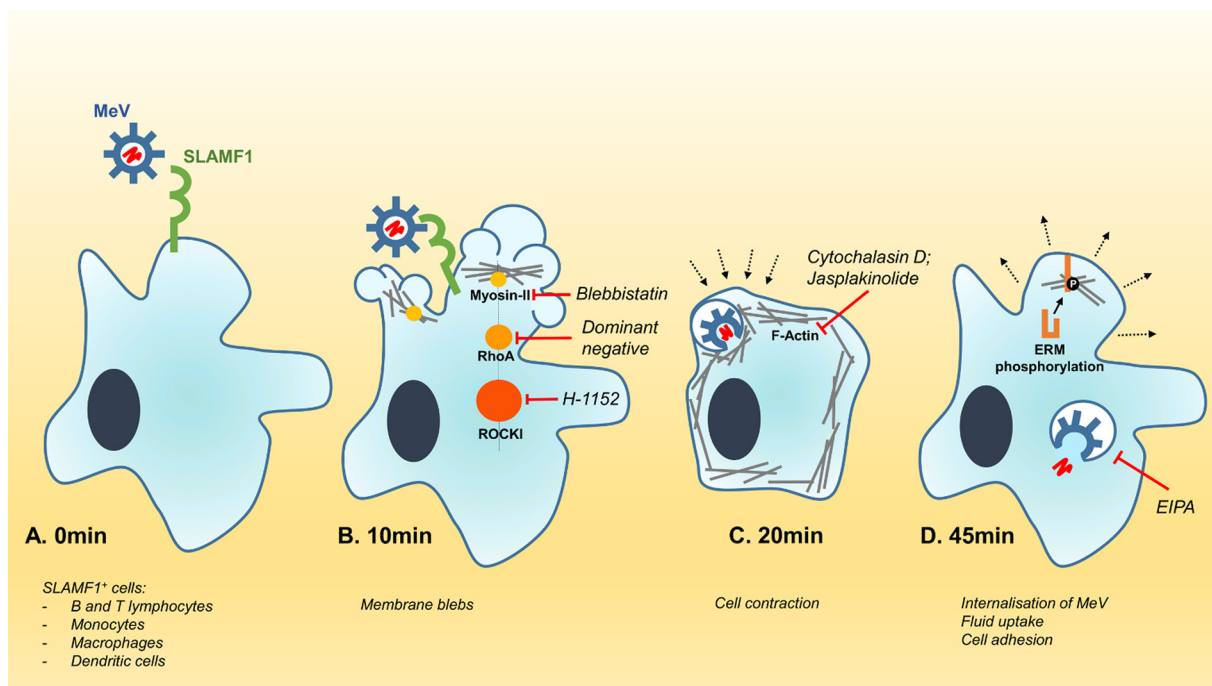 MeV
SLAMF1
A. 0min
SLAMF1⁺ cells:
- B and T lymphocytes
- Monocytes
- Macrophages
- Dendritic cells
Myosin-II
Blebbistatin
RhoA
Dominant
negative
H-1152
ROCKI
B. 10min
Membrane blebs
Cytochalasin D;
Jasplakinolide
F-Actin
C. 20min
Cell contraction
P
ERM
phosphorylation
EIPA
D. 45min
Internalisation of MeV
Fluid uptake
Cell adhesion